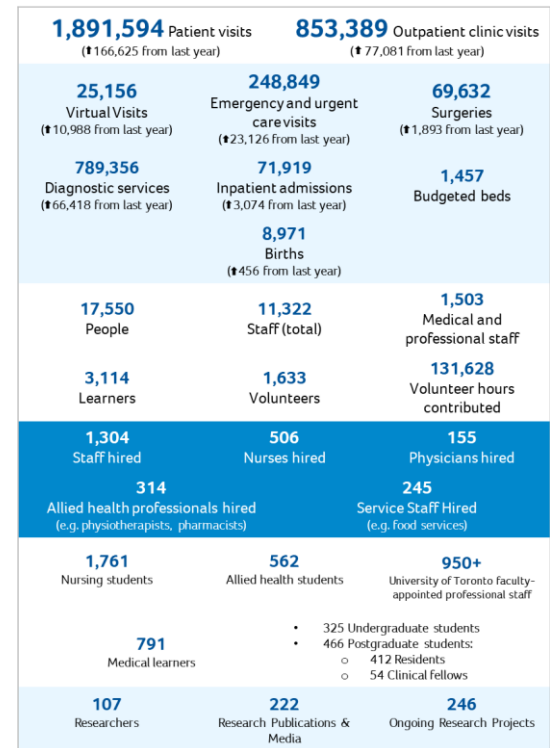 1,891,594 Patient visits
(⬆166,625 from last year)
853,389 Outpatient clinic visits
(⬆ 77,081 from last year)
25,156
Virtual Visits
(⬆10,988 from last year)
248,849
Emergency and urgent
care visits
(⬆23,126 from last year)
69,632
Surgeries
(⬆1,893 from last year)
789,356
Diagnostic services
(⬆66,418 from last year)
71,919
Inpatient admissions
(⬆3,074 from last year)
1,457
Budgeted beds
8,971
Births
(⬆456 from last year)
17,550
People
11,322
Staff (total)
1,503
Medical and
professional staff
3,114
Learners
1,633
Volunteers
131,628
Volunteer hours
contributed
1,304
Staff hired
506
Nurses hired
155
Physicians hired
314
Allied health professionals hired
(e.g. physiotherapists, pharmacists)
245
Service Staff Hired
(e.g. food services)
1,761
Nursing students
562
Allied health students
950+
University of Toronto faculty-
appointed professional staff
791
Medical learners
• 325 Undergraduate students
• 466 Postgraduate students:
o 412 Residents
o 54 Clinical fellows
107
Researchers
222
Research Publications &
Media
246
Ongoing Research Projects